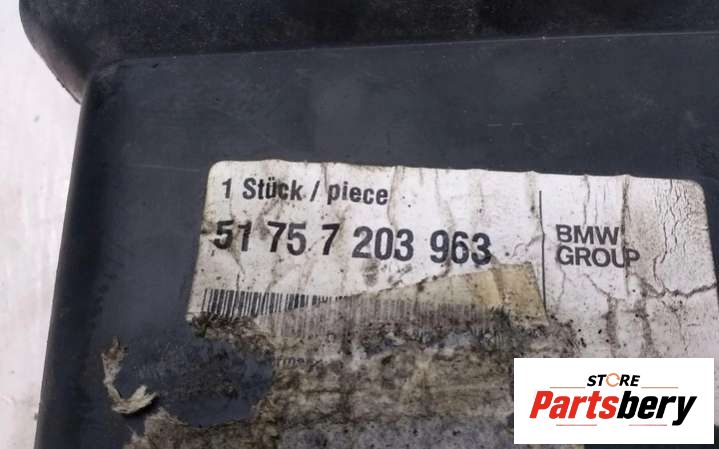 1 Stück / piece
51 75 7 203 963
BMW
GROUP
STORE
Partsbery